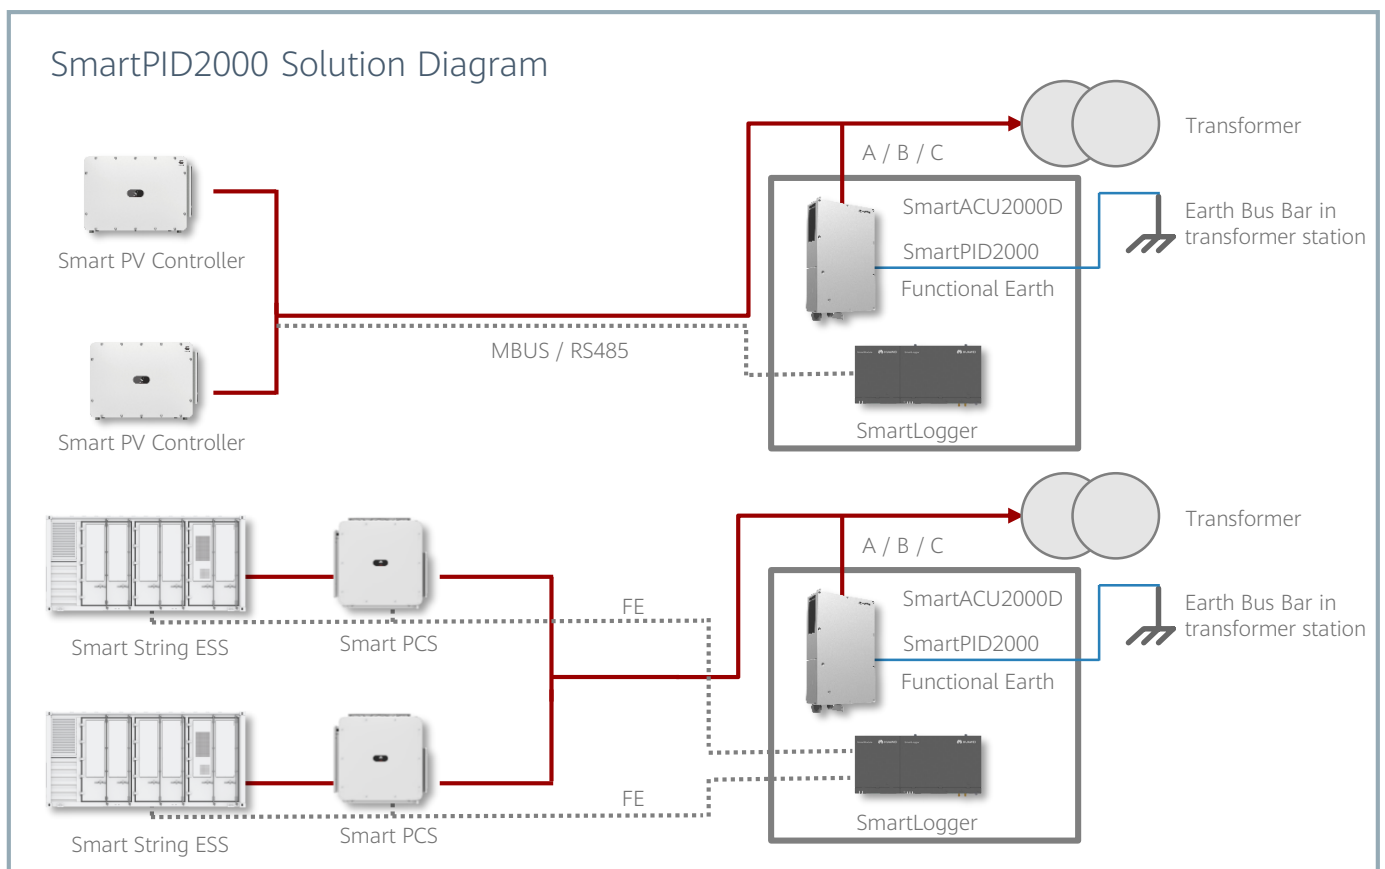 SmartPID2000 Solution Diagram
Transformer
A / B / C
SmartACU2000D
Earth Bus Bar in
transformer station
SmartPID2000
Smart PV Controller
Functional Earth
MBUS / RS485
SmartLogger
Smart PV Controller
Transformer
A / B / C
SmartACU2000D
Earth Bus Bar in
transformer station
FE
SmartPID2000
Smart String ESS
Smart PCS
Functional Earth
FE
SmartLogger
Smart String ESS
Smart PCS